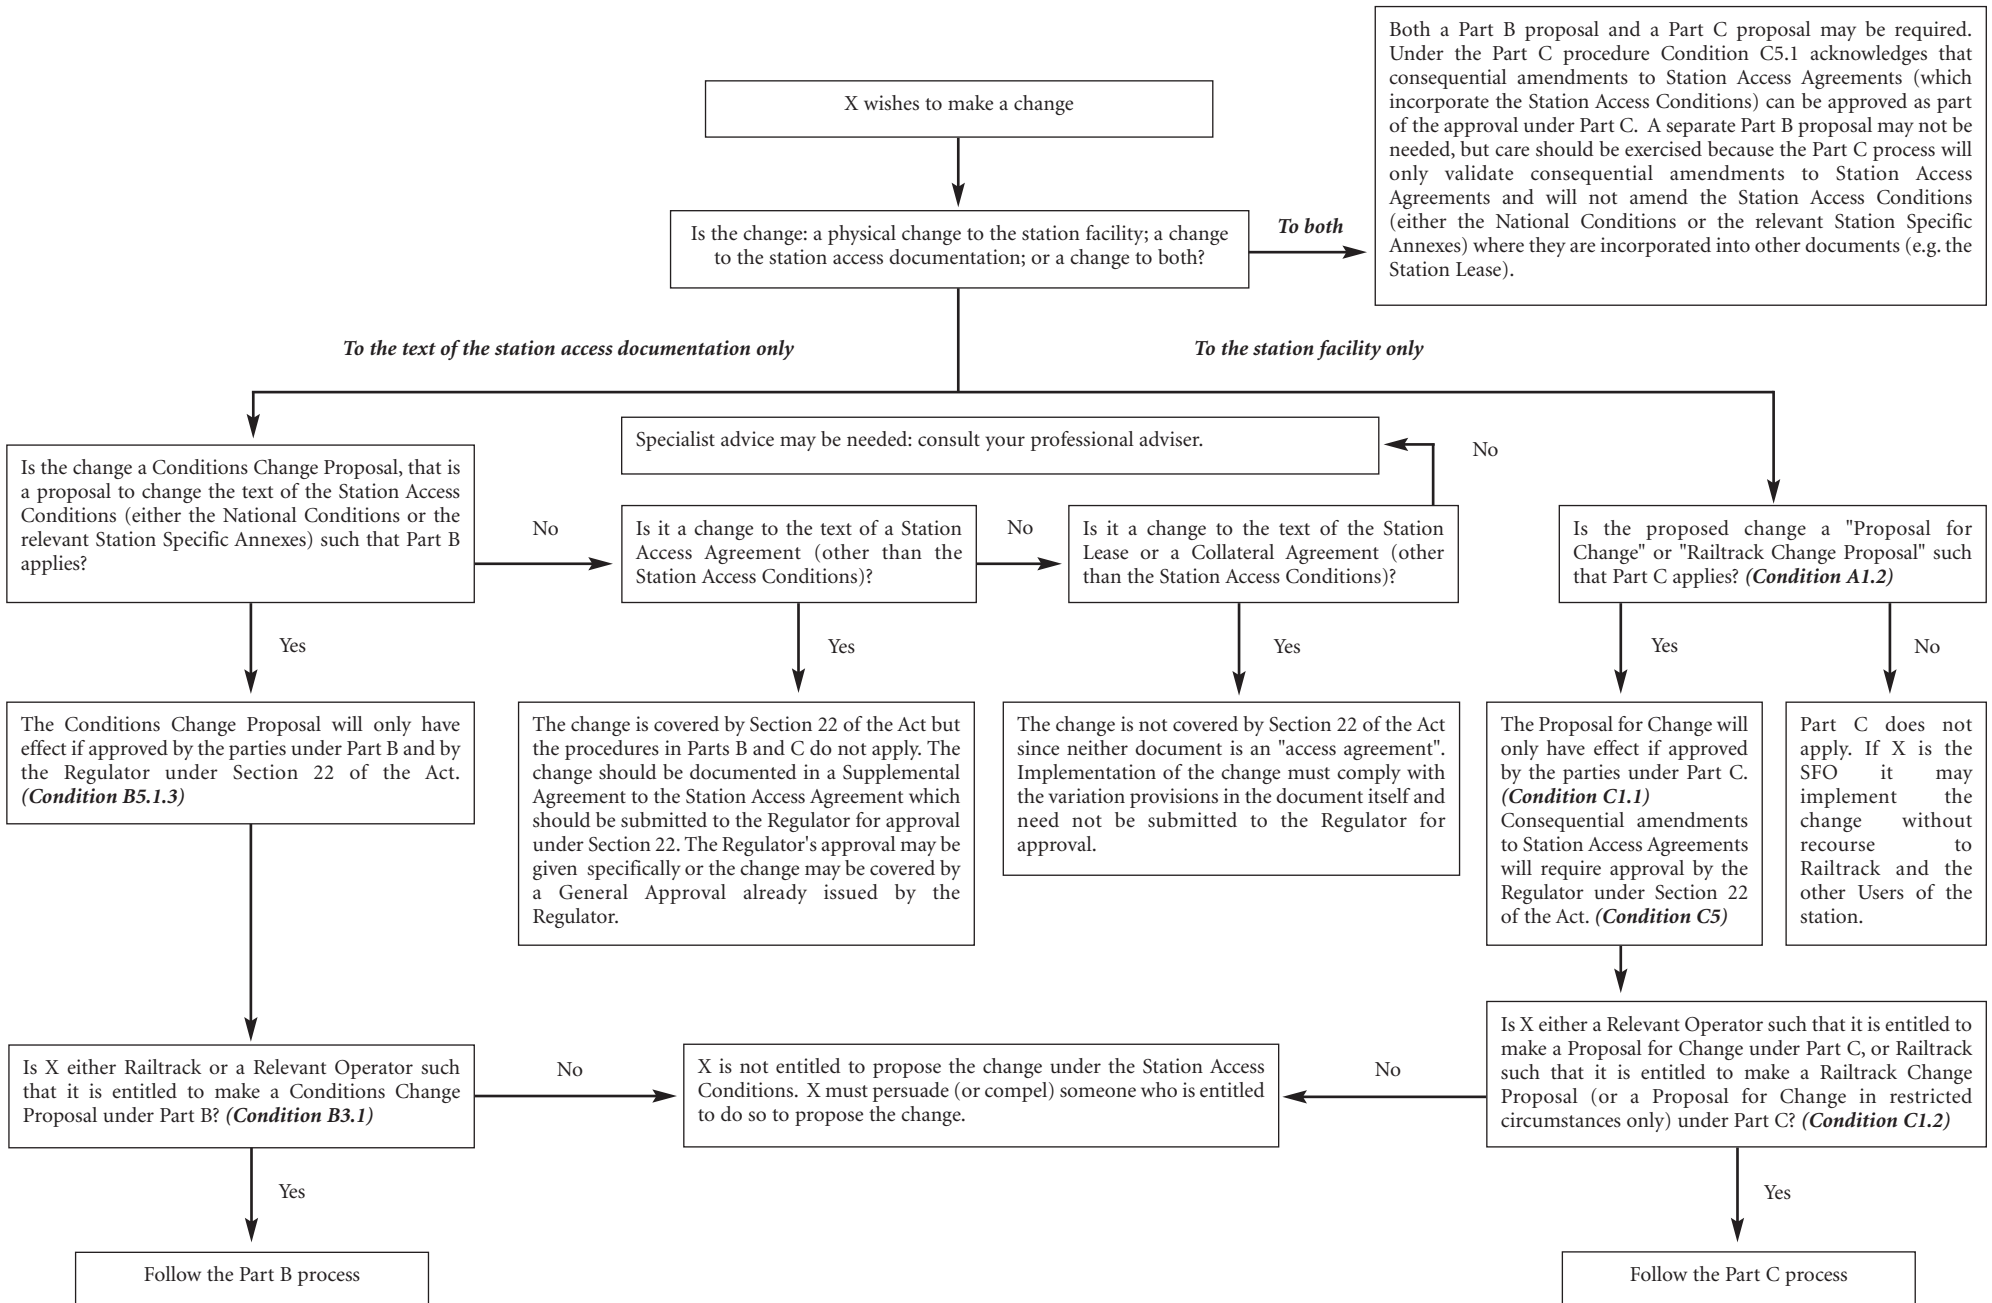 X wishes to make a change
Both a Part B proposal and a Part C proposal may be required.
Under the Part C procedure Condition C5.1 acknowledges that
consequential amendments to Station Access Agreements (which
incorporate the Station Access Conditions) can be approved as part
of the approval under Part C. A separate Part B proposal may not be
needed, but care should be exercised because the Part C process will
only validate consequential amendments to Station Access
Agreements and will not amend the Station Access Conditions
(either the National Conditions or the relevant Station Specific
Annexes) where they are incorporated into other documents (e.g. the
Station Lease).
Is the change: a physical change to the station facility; a change
to the station access documentation; or a change to both?
To both
To the text of the station access documentation only
To the station facility only
Specialist advice may be needed: consult your professional adviser.
No
Is the change a Conditions Change Proposal, that is
a proposal to change the text of the Station Access
Conditions (either the National Conditions or the
relevant Station Specific Annexes) such that Part B
applies?
No
Is it a change to the text of a Station
Access Agreement (other than the
Station Access Conditions)?
No
Is it a change to the text of the Station
Lease or a Collateral Agreement (other
than the Station Access Conditions)?
Is the proposed change a "Proposal for
Change" or "Railtrack Change Proposal" such
that Part C applies? (Condition A1.2)
Yes
Yes
Yes
Yes
No
The Conditions Change Proposal will only have
effect if approved by the parties under Part B and by
the Regulator under Section 22 of the Act.
(Condition B5.1.3)
The change is covered by Section 22 of the Act but
the procedures in Parts B and C do not apply. The
change should be documented in a Supplemental
Agreement to the Station Access Agreement which
should be submitted to the Regulator for approval
under Section 22. The Regulator's approval may be
given specifically or the change may be covered by
a General Approval already issued by the
Regulator.
The change is not covered by Section 22 of the Act
since neither document is an "access agreement".
Implementation of the change must comply with
the variation provisions in the document itself and
need not be submitted to the Regulator for
approval.
The Proposal for Change will
only have effect if approved
by the parties under Part C.
(Condition C1.1)
Consequential amendments
to Station Access Agreements
will require approval by the
Regulator under Section 22
of the Act. (Condition C5)
Part C does not
apply. If X is the
SFO it may
implement the
change without
recourse to
Railtrack and the
other Users of the
station.
Is X either Railtrack or a Relevant Operator such
that it is entitled to make a Conditions Change
Proposal under Part B? (Condition B3.1)
No
X is not entitled to propose the change under the Station Access
Conditions. X must persuade (or compel) someone who is entitled
to do so to propose the change.
No
Is X either a Relevant Operator such that it is entitled to
make a Proposal for Change under Part C, or Railtrack
such that it is entitled to make a Railtrack Change
Proposal (or a Proposal for Change in restricted
circumstances only) under Part C? (Condition C1.2)
Yes
Yes
Follow the Part B process
Follow the Part C process